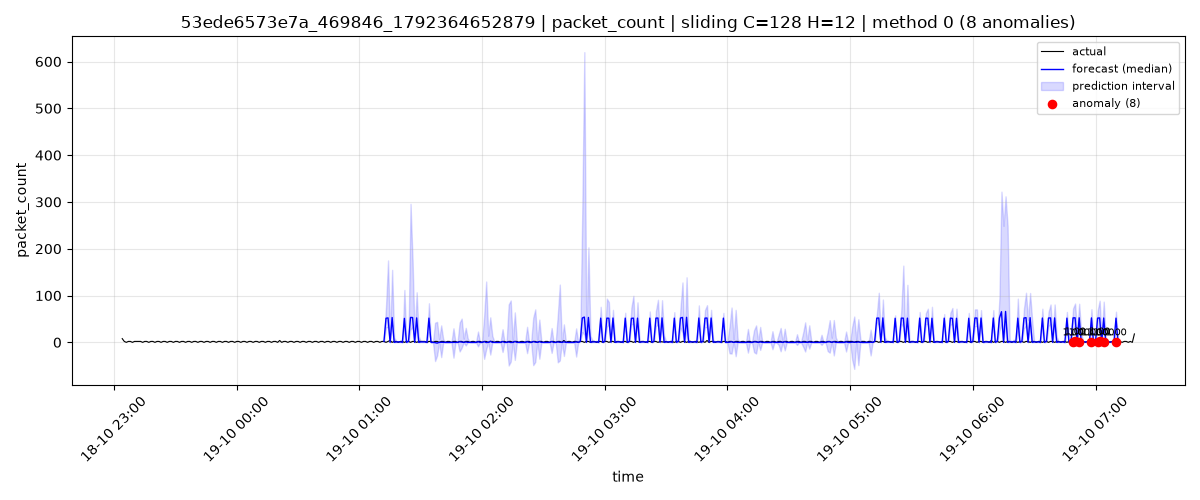 53ede6573e7a_469846_1792364652879 | packet_count | sliding C=128 H=12 | method 0 (8 anomalies)
actual
forecast (median)
prediction interval
anomaly (8)
packet_count
600
500
400
300
200
100
0
18-10 23:00
19-10 00:00
19-10 01:00
19-10 02:00
19-10 03:00
19-10 04:00
19-10 05:00
19-10 06:00
19-10 07:00
time